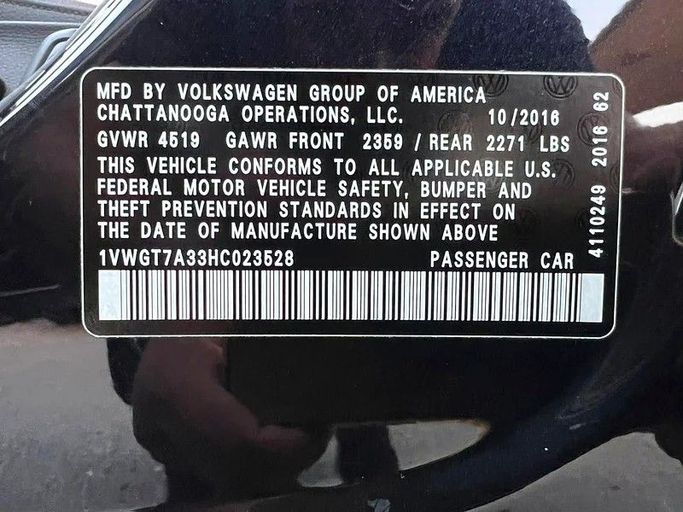 MFD BY VOLKSWAGEN GROUP OF AMERICA
CHATTANOOGA OPERATIONS, LLC. 10/2016
GVWR 4519 GAWR FRONT 2359 / REAR 2271 LBS
THIS VEHICLE CONFORMS TO ALL APPLICABLE U.S.
FEDERAL MOTOR VEHICLE SAFETY, BUMPER AND
THEFT PREVENTION STANDARDS IN EFFECT ON
THE DATE OF MANUFACTURE SHOWN ABOVE
1VWGT7A33HC023528 PASSENGER CAR
4110249 2016 62